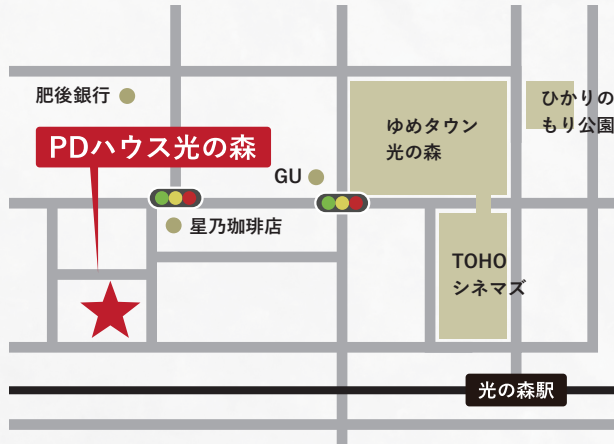 肥後銀行
ひかりの
もり公園
ゆめタウン
光の森
PDハウス光の森
GU
星乃珈琲店
TOHO
シネマズ
光の森駅